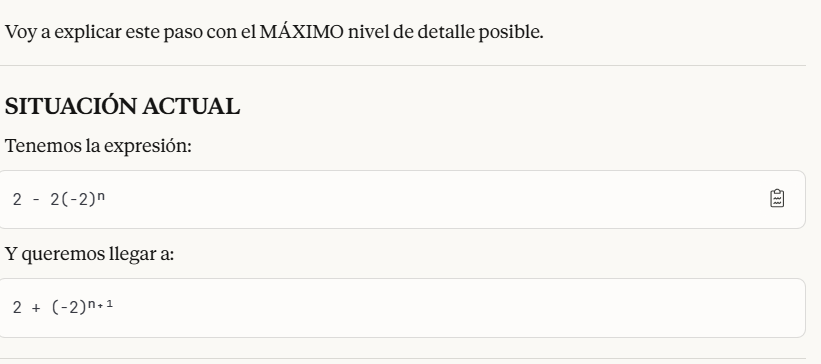 Voy a explicar este paso con el MÁXIMO nivel de detalle posible.
SITUACIÓN ACTUAL
Tenemos la expresión:
2 - 2(-2)ⁿ
Y queremos llegar a:
2 + (-2)ⁿ⁺¹